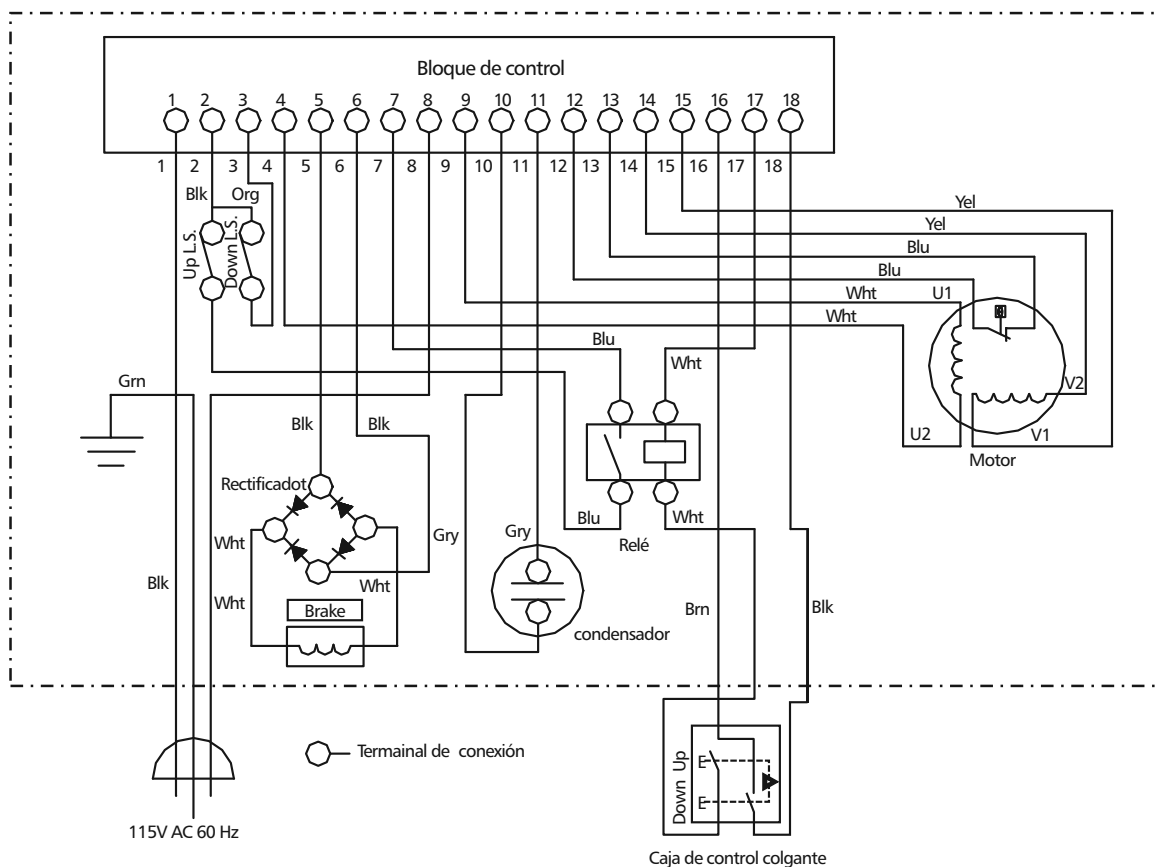 Bloque de control
1 2 3 4 5 6 7 8 9 10 11 12 13 14 15 16 17 18
1 2 3 4 5 6 7 8 9 10 11 12 13 14 15 16 17 18
Blk Org
Up L.S.
Down L.S.
Yel
Yel
Blu
Blu
Wht U1
Wht
Blu
Wht
V2
U2 V1
Motor
Grn
Blk Blk
Rectificadot
Wht
Gry
Gry
Blu
Wht
Relé
Blk
Wht
Wht
Brake
condensador
Brn
Blk
Termainal de conexión
Down Up
E
E
115V AC 60 Hz
Caja de control colgante